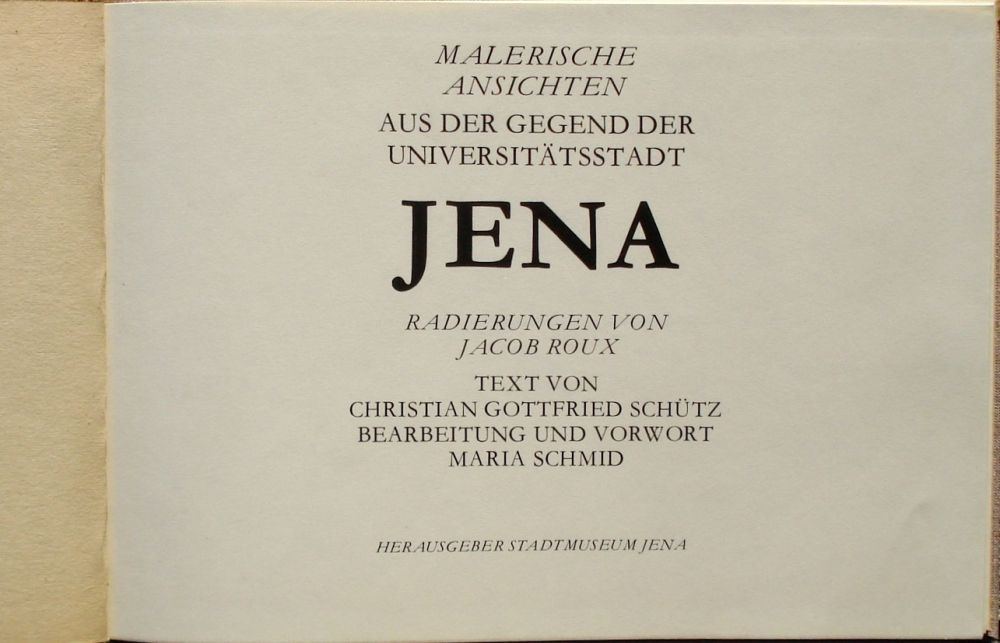 MALERISCHE
ANSICHTEN
AUS DER GEGEND DER
UNIVERSITÄTSSTADT
JENA
RADIERUNGEN VON
JACOB ROUX
TEXT VON
CHRISTIAN GOTTFRIED SCHÜTZ
BEARBEITUNG UND VORWORT
MARIA SCHMID
HERAUSGEBER STADTMUSEUM JENA